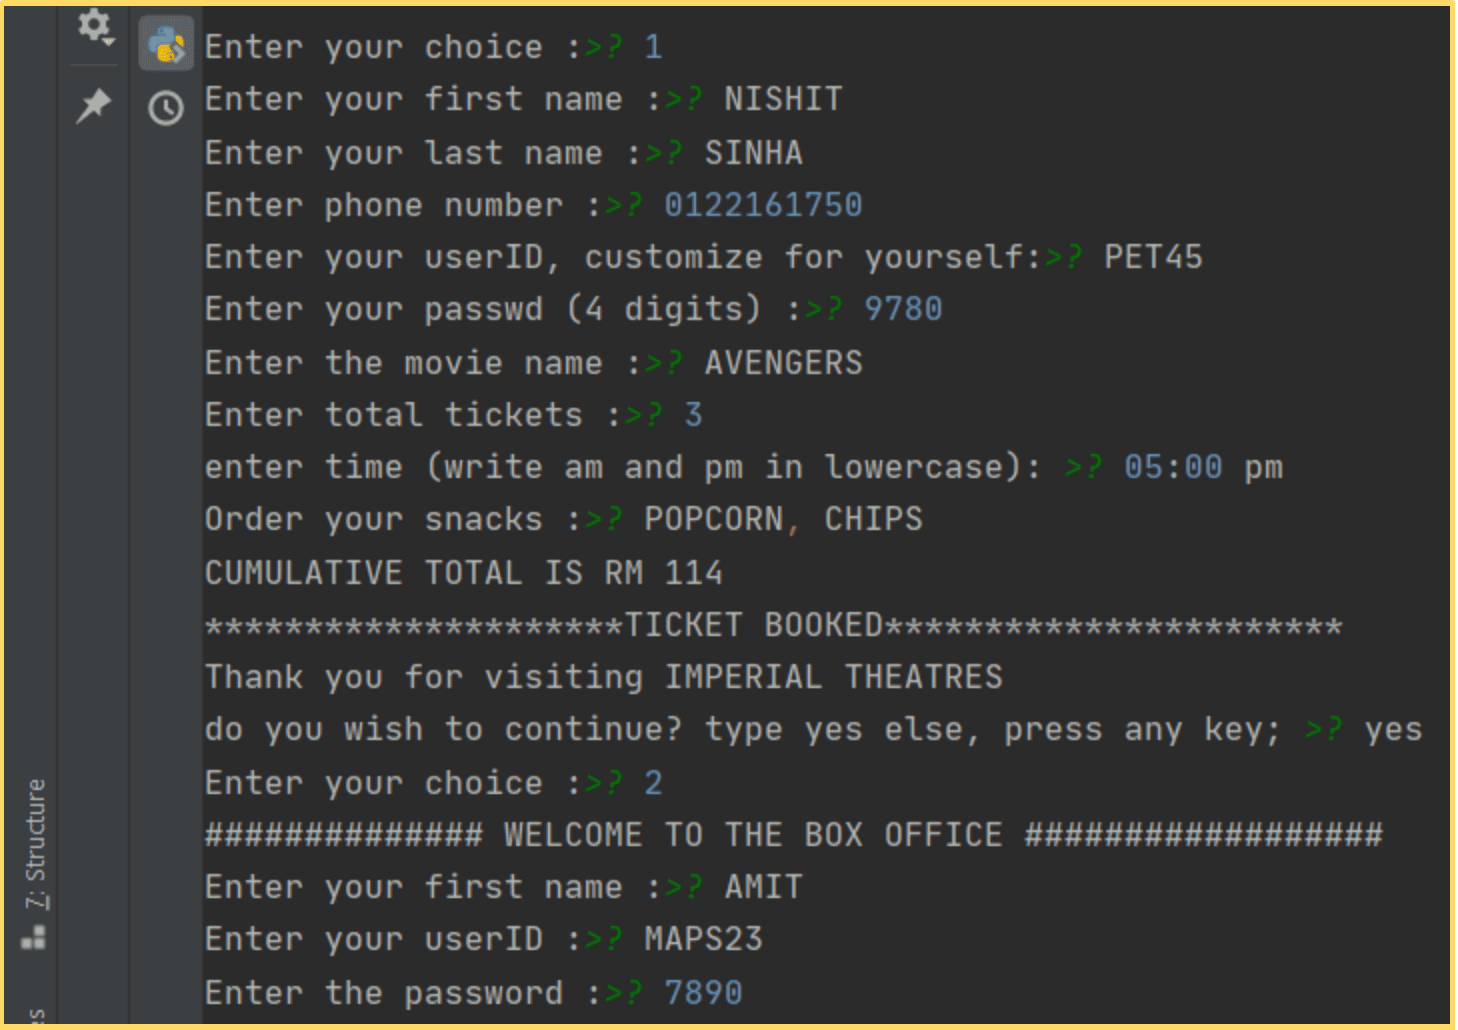 Enter your choice :>? 1
Enter your first name :>? NISHIT
Enter your last name :>? SINHA
Enter phone number :>? 0122161750
Enter your userID, customize for yourself:>? PET45
Enter your passwd (4 digits) :>? 9780
Enter the movie name :>? AVENGERS
Enter total tickets :>? 3
enter time (write am and pm in lowercase): >? 05:00 pm
Order your snacks :>? POPCORN, CHIPS
CUMULATIVE TOTAL IS RM 114
*********************TICKET BOOKED***********************
Thank you for visiting IMPERIAL THEATRES
do you wish to continue? type yes else, press any key; >? yes
Enter your choice :>? 2
############## WELCOME TO THE BOX OFFICE ##################
Enter your first name :>? AMIT
Enter your userID :>? MAPS23
Enter the password :>? 7890
7: Structure